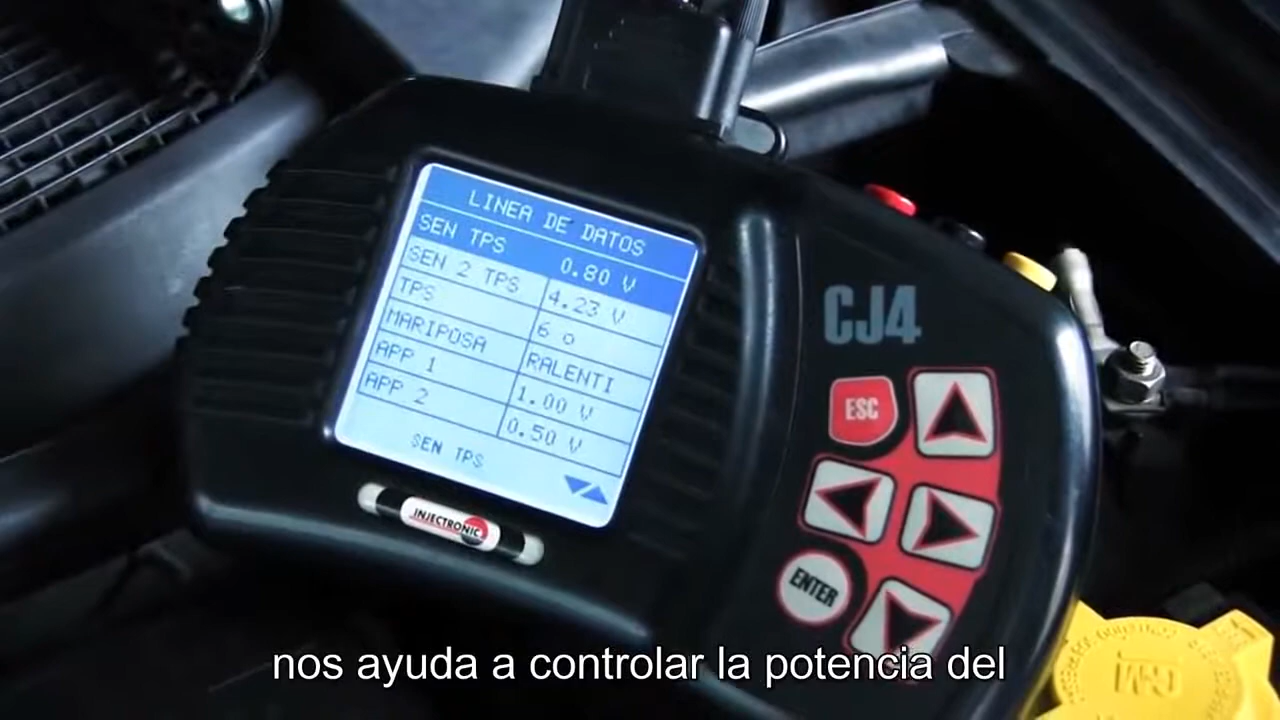 LINEA DE DATOS
SEN TPS 0.80 V
SEN 2 TPS 4.23 V
TPS 6 o
MARIPOSA RALENTI
APP 1 1.00 V
APP 2 0.50 V
SEN TPS
INJECTRONIC
CJ4
ESC
ENTER
GM
nos ayuda a controlar la potencia del